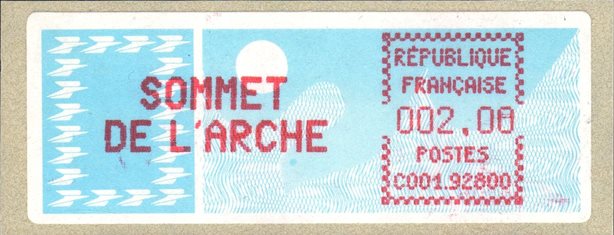 SOMMET
DE L'ARCHE
RÉPUBLIQUE
FRANÇAISE
002,00
POSTES
C001.92800